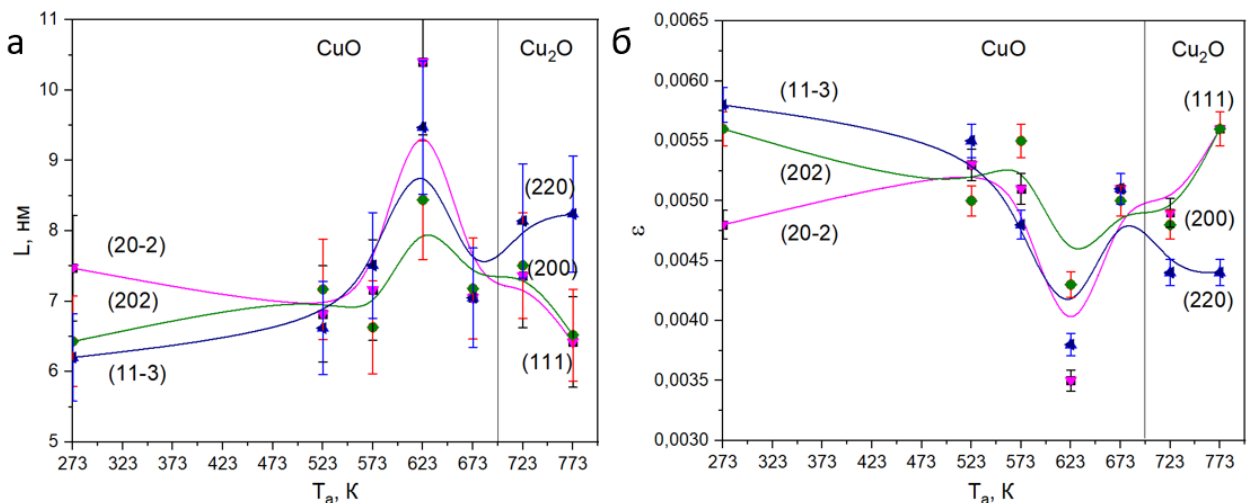 а
11
10
9
8
7
6
5
L, нм
CuO
Cu₂O
(20-2)
(202)
(11-3)
(220)
(200)
(111)
273 323 373 423 473 523 573 623 673 723 773
Tₐ, К
б
0,0065
0,0060
0,0055
0,0050
0,0045
0,0040
0,0035
0,0030
ε
CuO
Cu₂O
(11-3)
(202)
(20-2)
(111)
(200)
(220)
273 323 373 423 473 523 573 623 673 723 773
Tₐ, К